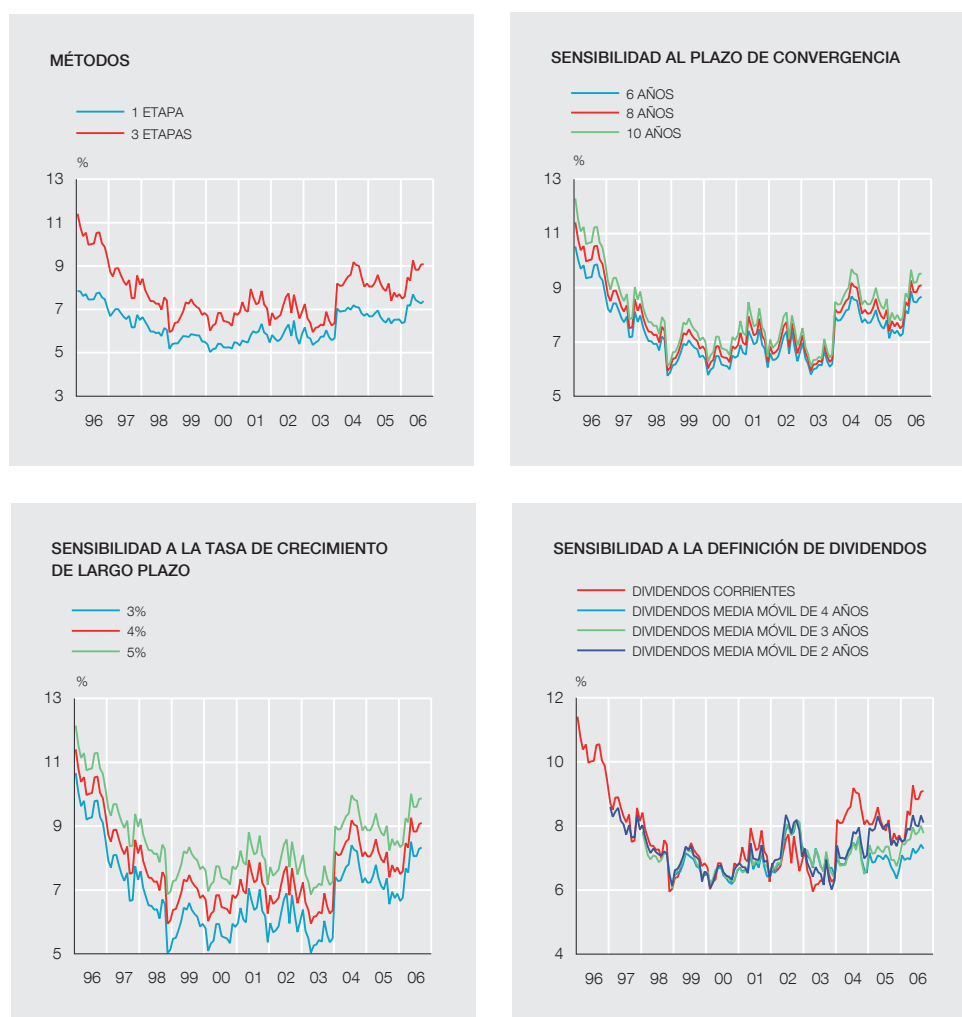 MÉTODOS
1 ETAPA
3 ETAPAS
%
13
11
9
7
5
3
96 97 98 99 00 01 02 03 04 05 06
SENSIBILIDAD AL PLAZO DE CONVERGENCIA
6 AÑOS
8 AÑOS
10 AÑOS
%
13
11
9
7
5
96 97 98 99 00 01 02 03 04 05 06
SENSIBILIDAD A LA TASA DE CRECIMIENTO
DE LARGO PLAZO
3%
4%
5%
%
13
11
9
7
5
96 97 98 99 00 01 02 03 04 05 06
SENSIBILIDAD A LA DEFINICIÓN DE DIVIDENDOS
DIVIDENDOS CORRIENTES
DIVIDENDOS MEDIA MÓVIL DE 4 AÑOS
DIVIDENDOS MEDIA MÓVIL DE 3 AÑOS
DIVIDENDOS MEDIA MÓVIL DE 2 AÑOS
%
12
10
8
6
4
96 97 98 99 00 01 02 03 04 05 06